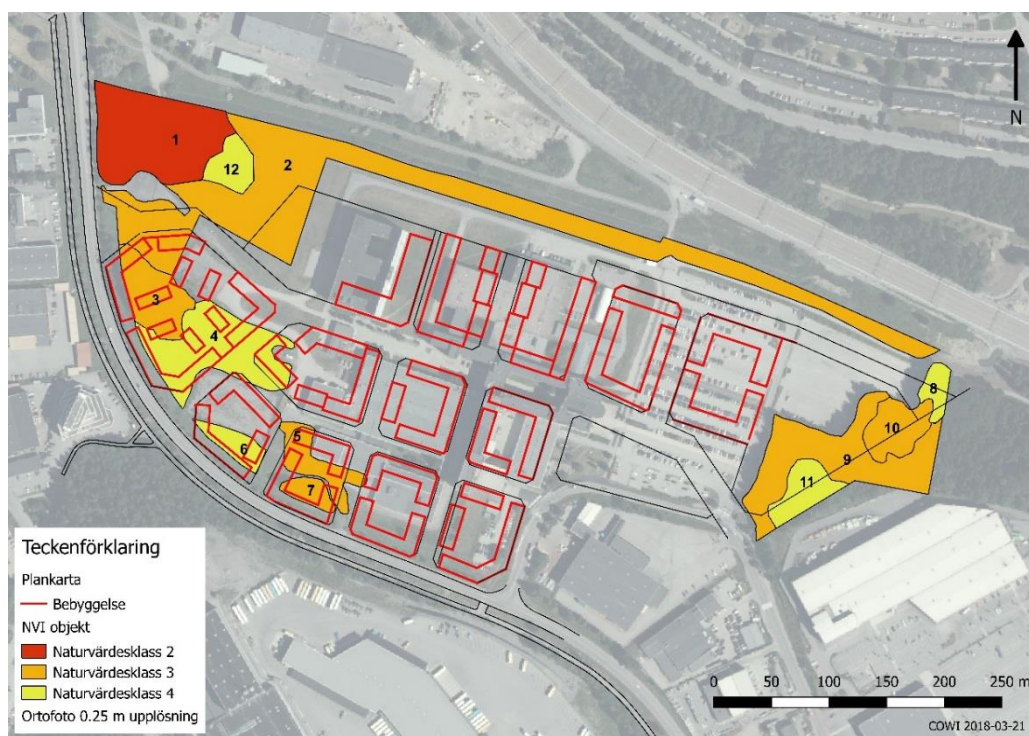 N
1
12
2
3
4
5
6
7
8
10
9
11
Teckenförklaring
Plankarta
Bebyggelse
NVI objekt
Naturvärdesklass 2
Naturvärdesklass 3
Naturvärdesklass 4
Ortofoto 0.25 m upplösning
0 50 100 150 200 250 m
COWI 2018-03-21